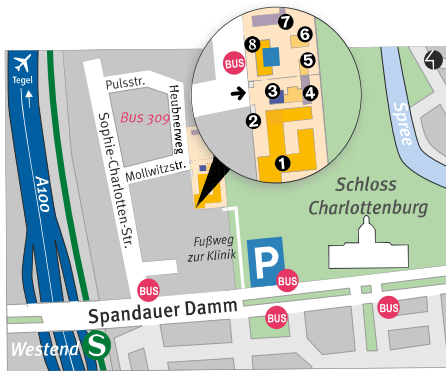 Tegel
A100
Pulsstr.
Heubnerweg
Bus 309
Sophie-Charlotten-Str.
Mollwitzstr.
BUS
8
7
6
5
3
4
2
1
Spree
Schloss
Charlottenburg
Fußweg
zur Klinik
P
BUS
BUS
BUS
BUS
Spandauer Damm
Westend
S